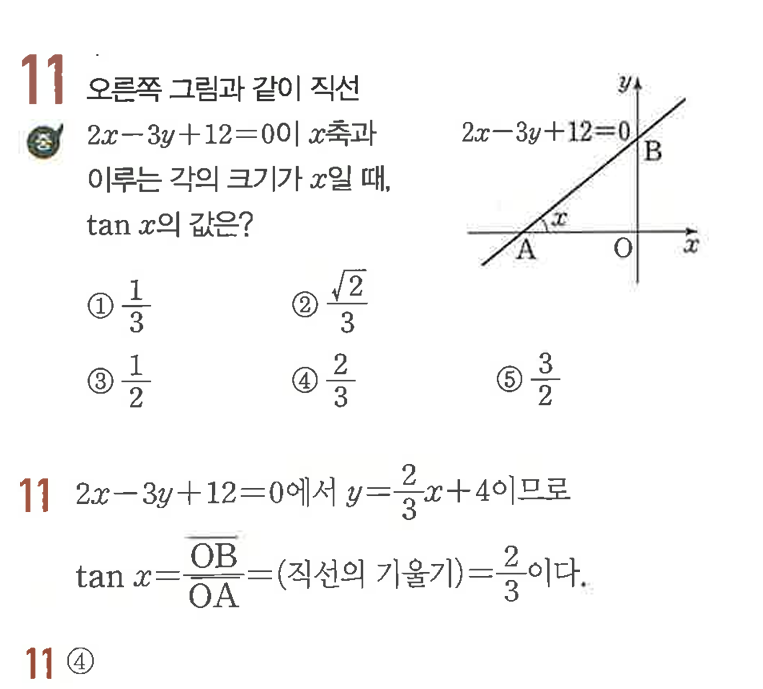 11 오른쪽 그림과 같이 직선
중 2x-3y+12=0이 x축과
이루는 각의 크기가 x일 때,
tan x의 값은?
y
2x-3y+12=0
B
x
A
O
x
① 1/3 ② √2/3
③ 1/2 ④ 2/3 ⑤ 3/2
11 2x-3y+12=0에서 y=2/3x+4이므로
tan x=OB/OA=(직선의 기울기)=2/3이다.
11 ④